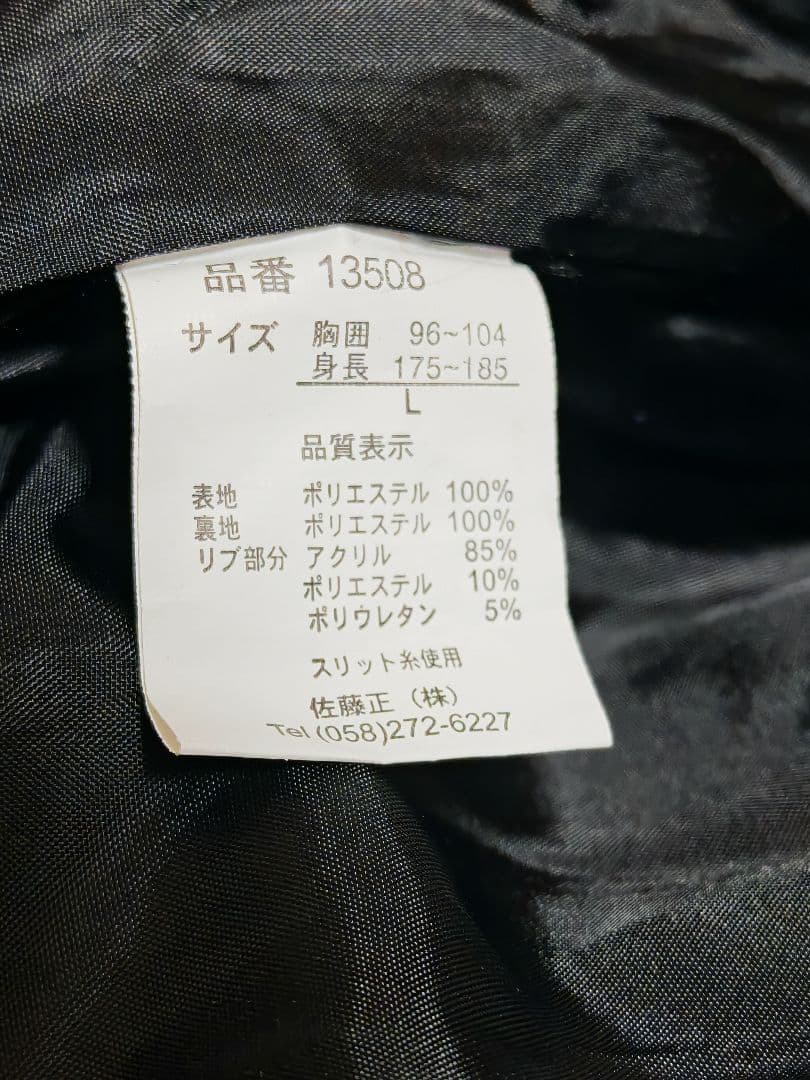 品番 13508
サイズ 胸囲 96~104
身長 175~185
L
品質表示
表地 ポリエステル 100%
裏地 ポリエステル 100%
リブ部分 アクリル 85%
ポリエステル 10%
ポリウレタン 5%
スリット糸使用
佐藤正（株）
Tel(058)272-6227